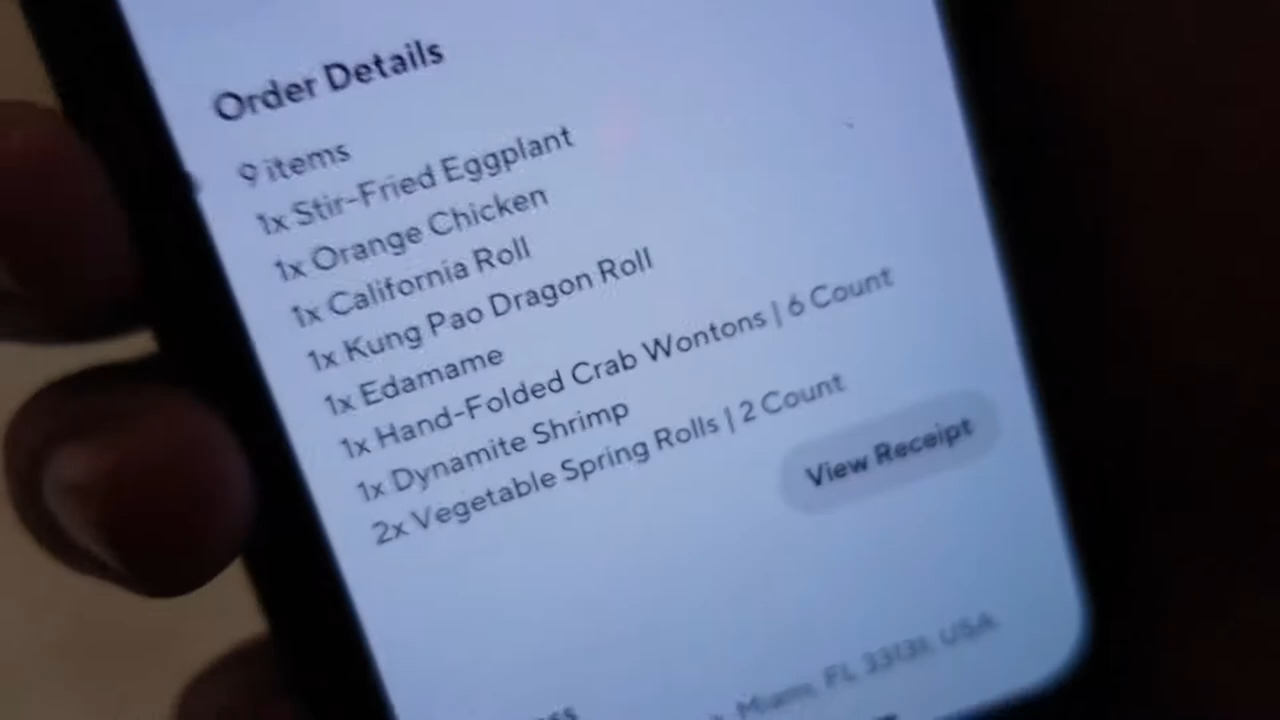 Order Details
9 items
1x Stir-Fried Eggplant
1x Orange Chicken
1x California Roll
1x Kung Pao Dragon Roll
1x Edamame
1x Hand-Folded Crab Wontons | 6 Count
1x Dynamite Shrimp
2x Vegetable Spring Rolls | 2 Count
View Receipt
Miami, FL 33131, USA